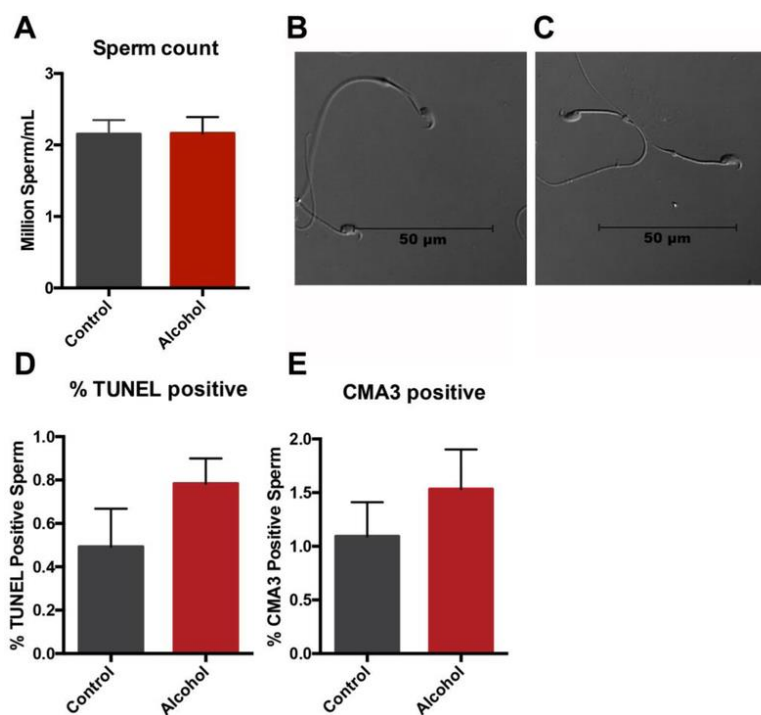 A
Sperm count
Million Sperm/mL
3
2
1
0
Control
Alcohol
B
50 µm
C
50 µm
D
% TUNEL positive
% TUNEL Positive Sperm
1.0
0.8
0.6
0.4
0.2
0.0
Control
Alcohol
E
CMA3 positive
% CMA3 Positive Sperm
2.0
1.5
1.0
0.5
0.0
Control
Alcohol